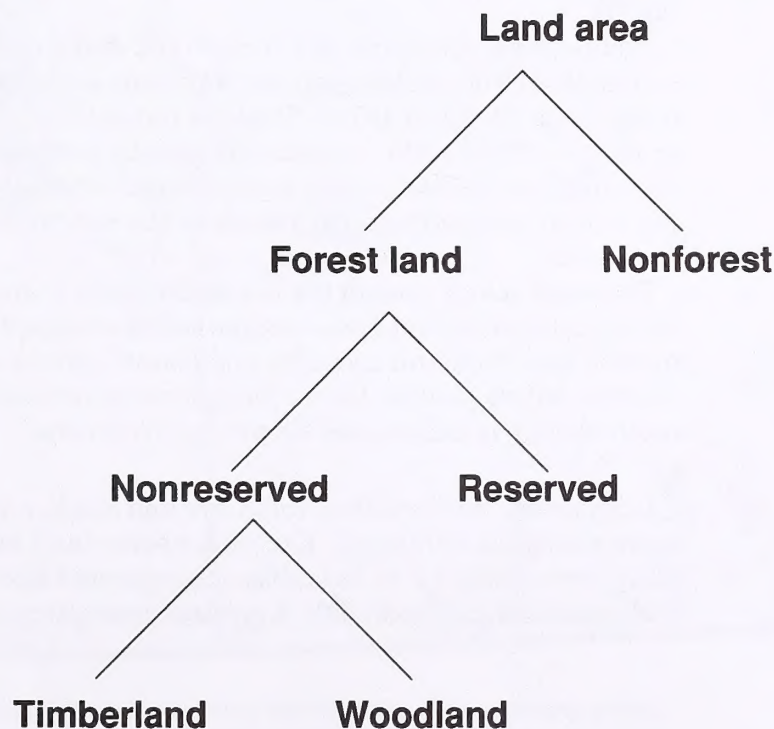 Land area
Forest land Nonforest
Nonreserved Reserved
Timberland Woodland